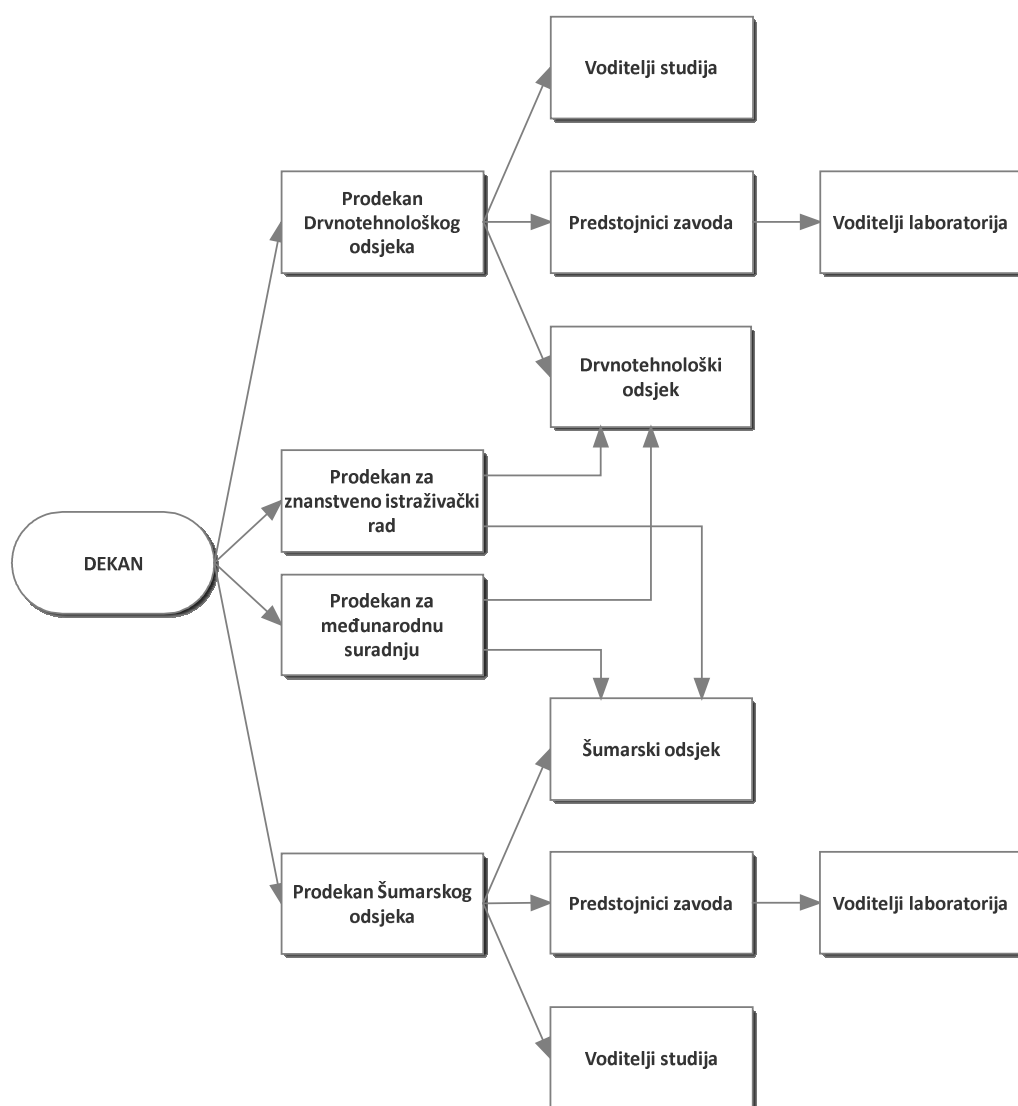 Voditelji studija
Prodekan
Drvnotehnološkog
odsjeka
Predstojnici zavoda
Voditelji laboratorija
Drvnotehnološki
odsjek
Prodekan za
znanstveno istraživački
rad
DEKAN
Prodekan za
međunarodnu
suradnju
Šumarski odsjek
Prodekan Šumarskog
odsjeka
Predstojnici zavoda
Voditelji laboratorija
Voditelji studija